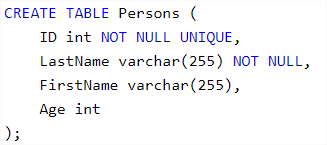 CREATE TABLE Persons (
    ID int NOT NULL UNIQUE,
    LastName varchar(255) NOT NULL,
    FirstName varchar(255),
    Age int
);